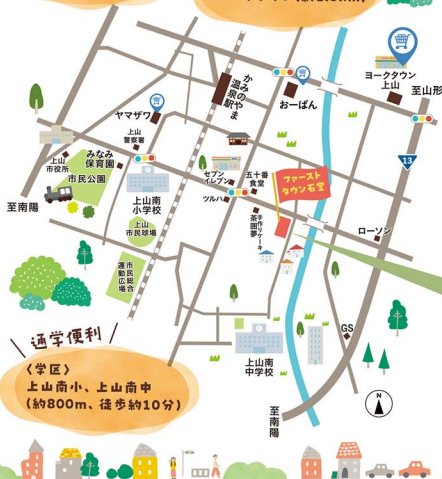 かみのやま
温泉駅
おーばん
ヨークタウン
上山
至山形
ヤマザワ
上山
警察署
上山
市役所
みなみ
保育園
市民公園
至南陽
上山南
小学校
セブン
イレブン
五十番
食堂
ツルハ
ファースト
タウン石堂
13
手作りケーキ
茶囲夢
ローソン
上山
市民球場
市民総合
運動広場
通学便利
〈学区〉
上山南小、上山南中
(約800m、徒歩約10分)
上山南
中学校
GS
至南陽
N